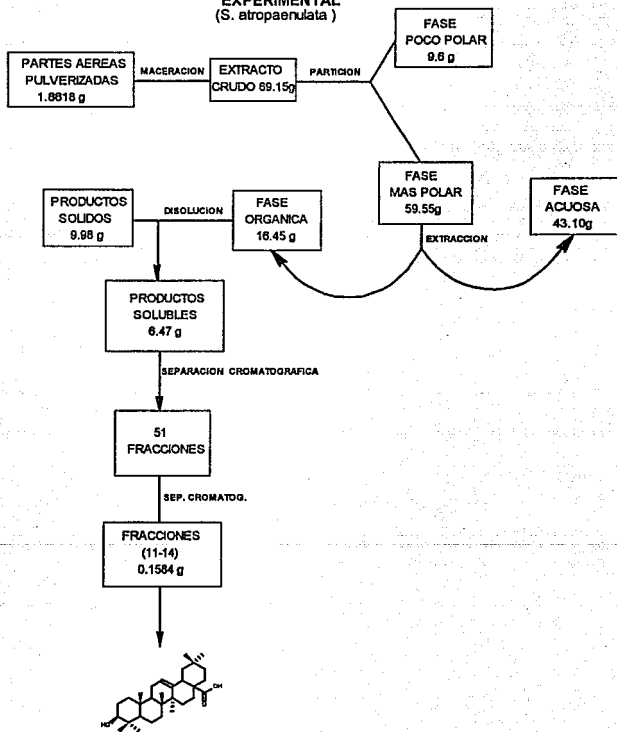 EXPERIMENTAL
(S. atropaenulata )
FASE
POCO POLAR
9,6 g
PARTES AEREAS
PULVERIZADAS
1.8618 g
MACERACION
EXTRACTO
CRUDO 69.15g
PARTICION
FASE
MAS POLAR
59.55g
FASE
ACUOSA
43.10g
PRODUCTOS
SOLIDOS
9.98 g
DISOLUCION
FASE
ORGANICA
16.45 g
EXTRACCION
PRODUCTOS
SOLUBLES
6.47 g
SEPARACION CROMATOGRAFICA
51
FRACCIONES
SEP. CROMATOG.
FRACCIONES
(11-14)
0.1584 g
OH
O
HO